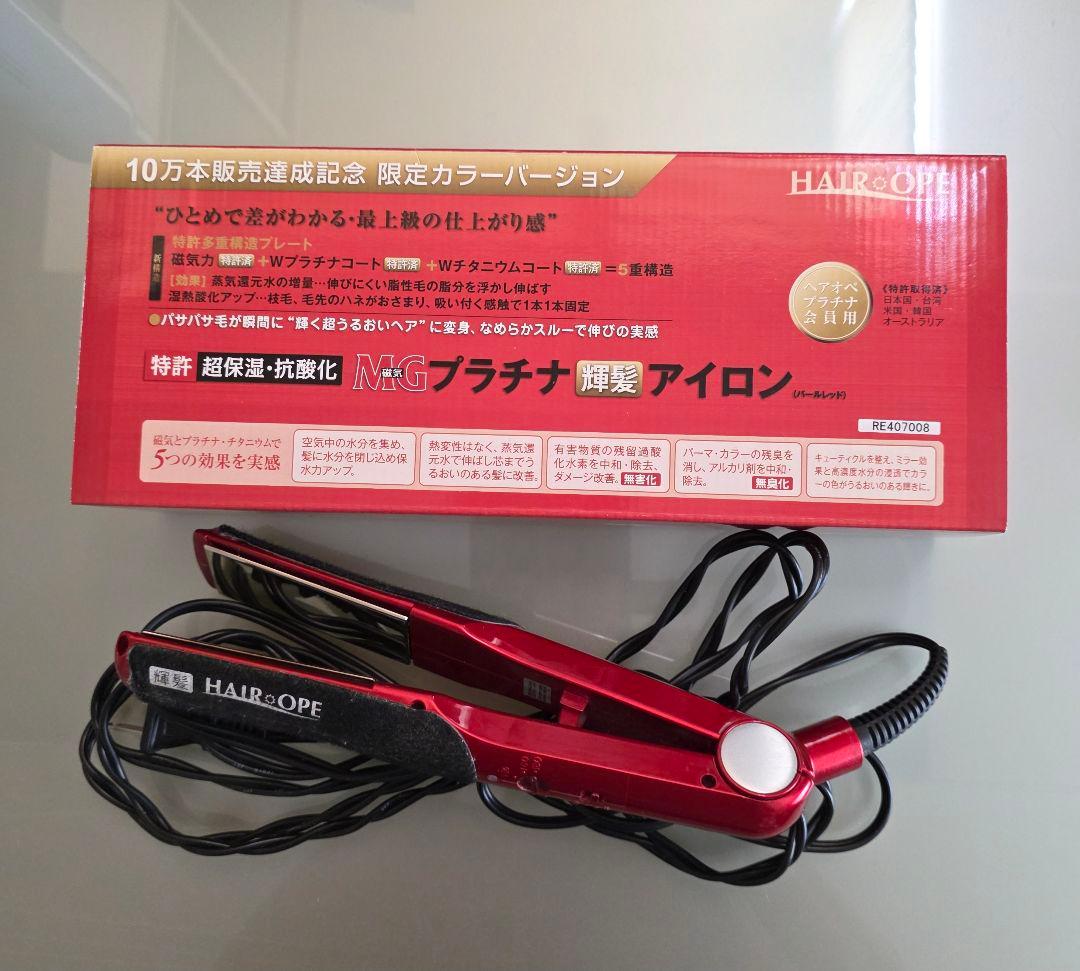 10万本販売達成記念 限定カラーバージョン
HAIR OPE
“ひとめで差がわかる・最上級の仕上がり感”
新構造
特許多重構造プレート
磁気力 特許済 +Wプラチナコート 特許済 +Wチタニウムコート 特許済 =5重構造
[効果] 蒸気還元水の増量…伸びにくい脂性毛の脂分を浮かし伸ばす
湿熱酸化アップ…枝毛、毛先のハネがおさまり、吸い付く感触で1本1本固定
●パサパサ毛が瞬間に“輝く超うるおいヘア”に変身、なめらかスルーで伸びの実感
ヘアオペ
プラチナ
会員用
《特許取得済》
日本国・台湾
米国・韓国
オーストラリア
特許 超保湿・抗酸化 MG 磁気 プラチナ 輝髪 アイロン (パールレッド)
RE407008
磁気とプラチナ・チタニウムで
5つの効果を実感
空気中の水分を集め、
髪に水分を閉じ込め保
水力アップ。
熱変性はなく、蒸気還
元水で伸ばし芯までう
るおいのある髪に改善。
有害物質の残留過酸
化水素を中和・除去、
ダメージ改善。 無害化
パーマ・カラーの残臭を
消し、アルカリ剤を中和・
除去。 無臭化
キューティクルを整え、ミラー効
果と高濃度水分の浸透でカラ
ーの色がうるおいのある輝きに。
輝髪 HAIR OPE